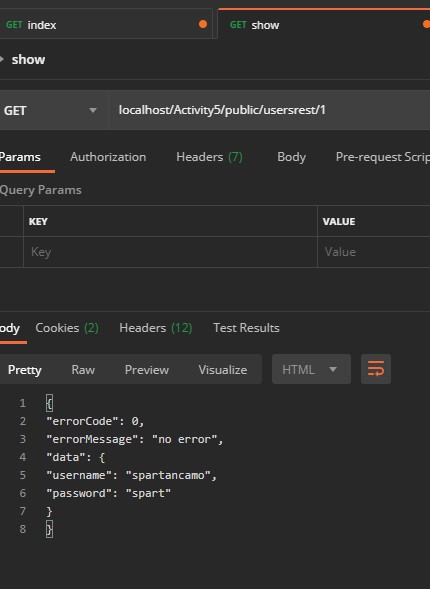 GET index
GET show
show
GET
localhost/Activity5/public/usersrest/1
Params Authorization Headers (7) Body Pre-request Scrip
Query Params
KEY VALUE
Key Value
ody Cookies (2) Headers (12) Test Results
Pretty Raw Preview Visualize HTML
1 {
2 "errorCode": 0,
3 "errorMessage": "no error",
4 "data": {
5 "username": "spartancamo",
6 "password": "spart"
7 }
8 }